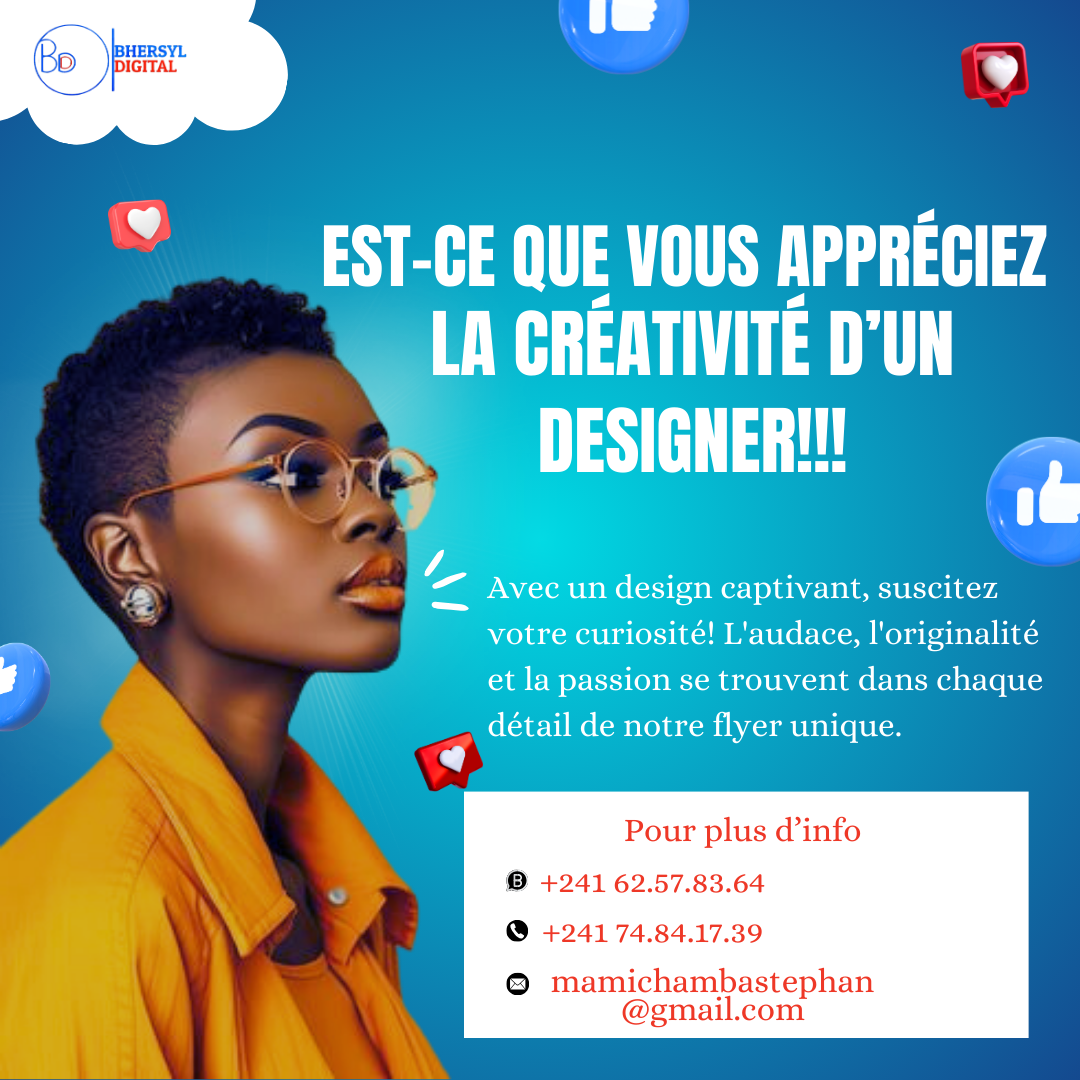 BD
BHERSYL
DIGITAL
EST-CE QUE VOUS APPRÉCIEZ
LA CRÉATIVITÉ D’UN
DESIGNER!!!
Avec un design captivant, suscitez
votre curiosité! L'audace, l'originalité
et la passion se trouvent dans chaque
détail de notre flyer unique.
Pour plus d’info
+241 62.57.83.64
+241 74.84.17.39
mamichambastephan
@gmail.com